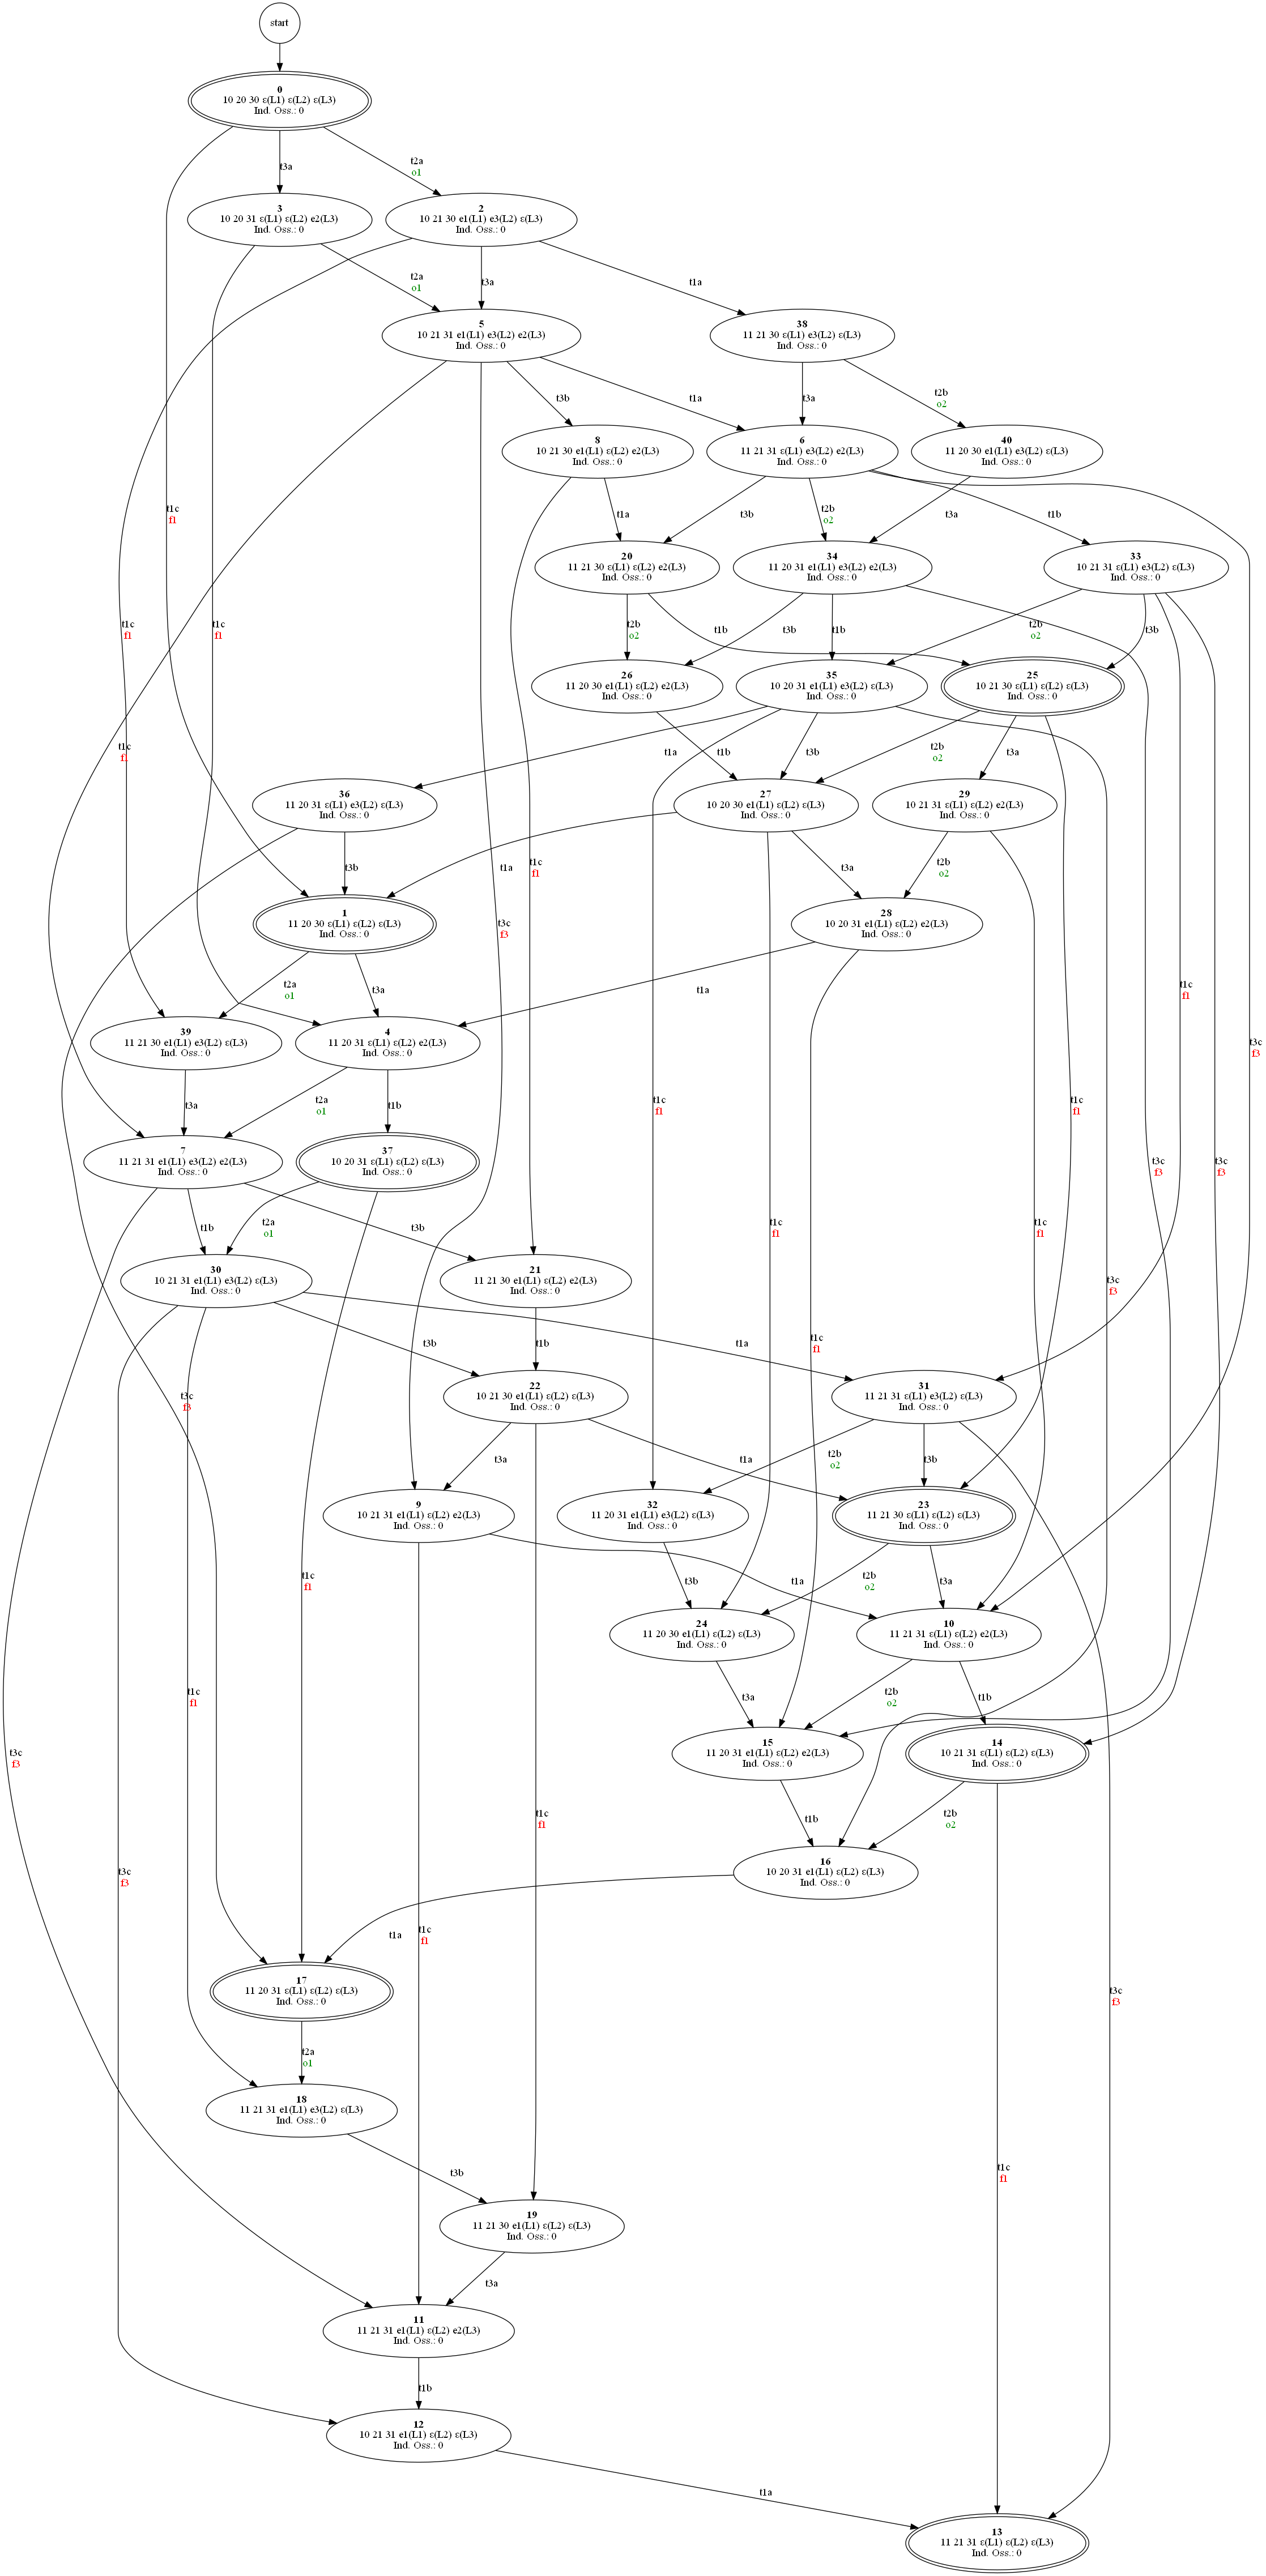 start
0
10 20 30 ε(L1) ε(L2) ε(L3)
Ind. Oss.: 0
t3a
t2a
o1
3
10 20 31 ε(L1) ε(L2) e2(L3)
Ind. Oss.: 0
2
10 21 30 e1(L1) e3(L2) ε(L3)
Ind. Oss.: 0
t2a
o1
t3a
t1a
5
10 21 31 e1(L1) e3(L2) e2(L3)
Ind. Oss.: 0
38
11 21 30 ε(L1) e3(L2) ε(L3)
Ind. Oss.: 0
t3b
t1a
t3a
t2b
o2
8
10 21 30 e1(L1) ε(L2) e2(L3)
Ind. Oss.: 0
6
11 21 31 ε(L1) e3(L2) e2(L3)
Ind. Oss.: 0
40
11 20 30 e1(L1) e3(L2) ε(L3)
Ind. Oss.: 0
t1c
f1
t1a
t3b
t2b
o2
t3a
t1b
20
11 21 30 ε(L1) ε(L2) e2(L3)
Ind. Oss.: 0
34
11 20 31 e1(L1) e3(L2) e2(L3)
Ind. Oss.: 0
33
10 21 31 ε(L1) e3(L2) ε(L3)
Ind. Oss.: 0
t1c
f1
t1c
f1
t2b
o2
t3b
t1b
t1b
t2b
o2
t3b
26
11 20 30 e1(L1) ε(L2) e2(L3)
Ind. Oss.: 0
35
10 20 31 e1(L1) e3(L2) ε(L3)
Ind. Oss.: 0
25
10 21 30 ε(L1) ε(L2) ε(L3)
Ind. Oss.: 0
t1c
f1
t1a
t1b
t3b
t2b
o2
t3a
36
11 20 31 ε(L1) e3(L2) ε(L3)
Ind. Oss.: 0
27
10 20 30 e1(L1) ε(L2) ε(L3)
Ind. Oss.: 0
29
10 21 31 ε(L1) ε(L2) e2(L3)
Ind. Oss.: 0
t3b
t1a
t1c
f1
t3a
t2b
o2
1
11 20 30 ε(L1) ε(L2) ε(L3)
Ind. Oss.: 0
t3c
f3
28
10 20 31 e1(L1) ε(L2) e2(L3)
Ind. Oss.: 0
t2a
o1
t3a
t1a
t1c
f1
39
11 21 30 e1(L1) e3(L2) ε(L3)
Ind. Oss.: 0
4
11 20 31 ε(L1) ε(L2) e2(L3)
Ind. Oss.: 0
t3c
f3
t3a
t2a
o1
t1b
t1c
f1
t1c
f1
7
11 21 31 e1(L1) e3(L2) e2(L3)
Ind. Oss.: 0
37
10 20 31 ε(L1) ε(L2) ε(L3)
Ind. Oss.: 0
t3c
f3
t3c
f3
t1b
t2a
o1
t3b
t1c
f1
t1c
f1
30
10 21 31 e1(L1) e3(L2) ε(L3)
Ind. Oss.: 0
21
11 21 30 e1(L1) ε(L2) e2(L3)
Ind. Oss.: 0
t3c
f3
t3b
t1b
t1a
t1c
f1
22
10 21 30 e1(L1) ε(L2) ε(L3)
Ind. Oss.: 0
31
11 21 31 ε(L1) e3(L2) ε(L3)
Ind. Oss.: 0
t3c
f3
t3a
t1a
t2b
o2
t3b
9
10 21 31 e1(L1) ε(L2) e2(L3)
Ind. Oss.: 0
32
11 20 31 e1(L1) e3(L2) ε(L3)
Ind. Oss.: 0
23
11 21 30 ε(L1) ε(L2) ε(L3)
Ind. Oss.: 0
t1c
f1
t3b
t1a
t2b
o2
t3a
24
11 20 30 e1(L1) ε(L2) ε(L3)
Ind. Oss.: 0
10
11 21 31 ε(L1) ε(L2) e2(L3)
Ind. Oss.: 0
t1c
f1
t3a
t2b
o2
t1b
t3c
f3
15
11 20 31 e1(L1) ε(L2) e2(L3)
Ind. Oss.: 0
14
10 21 31 ε(L1) ε(L2) ε(L3)
Ind. Oss.: 0
t1c
f1
t1b
t2b
o2
t3c
f3
16
10 20 31 e1(L1) ε(L2) ε(L3)
Ind. Oss.: 0
t1a
t1c
f1
17
11 20 31 ε(L1) ε(L2) ε(L3)
Ind. Oss.: 0
t3c
f3
t2a
o1
18
11 21 31 e1(L1) e3(L2) ε(L3)
Ind. Oss.: 0
t3b
t1c
f1
19
11 21 30 e1(L1) ε(L2) ε(L3)
Ind. Oss.: 0
t3a
11
11 21 31 e1(L1) ε(L2) e2(L3)
Ind. Oss.: 0
t1b
12
10 21 31 e1(L1) ε(L2) ε(L3)
Ind. Oss.: 0
t1a
13
11 21 31 ε(L1) ε(L2) ε(L3)
Ind. Oss.: 0